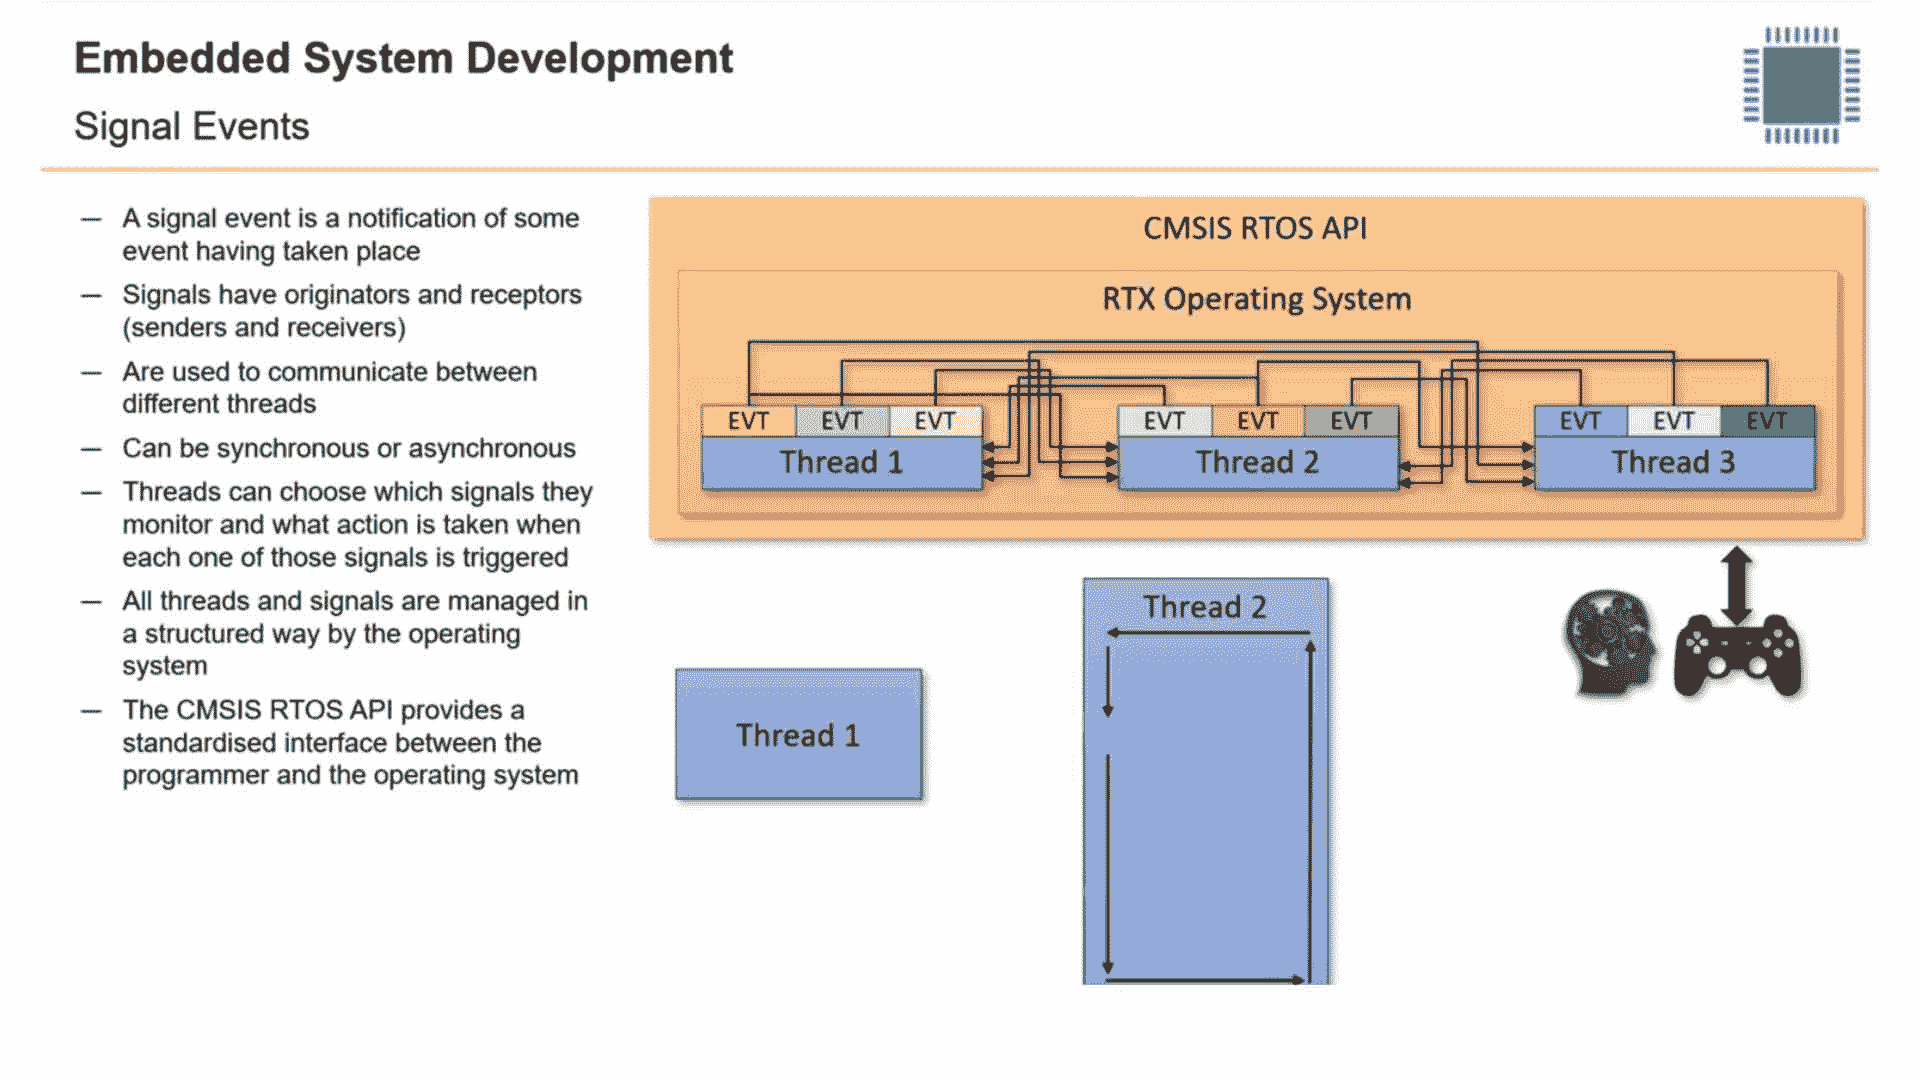 Embedded System Development
Signal Events
— A signal event is a notification of some
event having taken place
— Signals have originators and receptors
(senders and receivers)
— Are used to communicate between
different threads
— Can be synchronous or asynchronous
— Threads can choose which signals they
monitor and what action is taken when
each one of those signals is triggered
— All threads and signals are managed in
a structured way by the operating
system
— The CMSIS RTOS API provides a
standardised interface between the
programmer and the operating system
CMSIS RTOS API
RTX Operating System
EVT EVT EVT
Thread 1
EVT EVT EVT
Thread 2
EVT EVT EVT
Thread 3
Thread 1
Thread 2